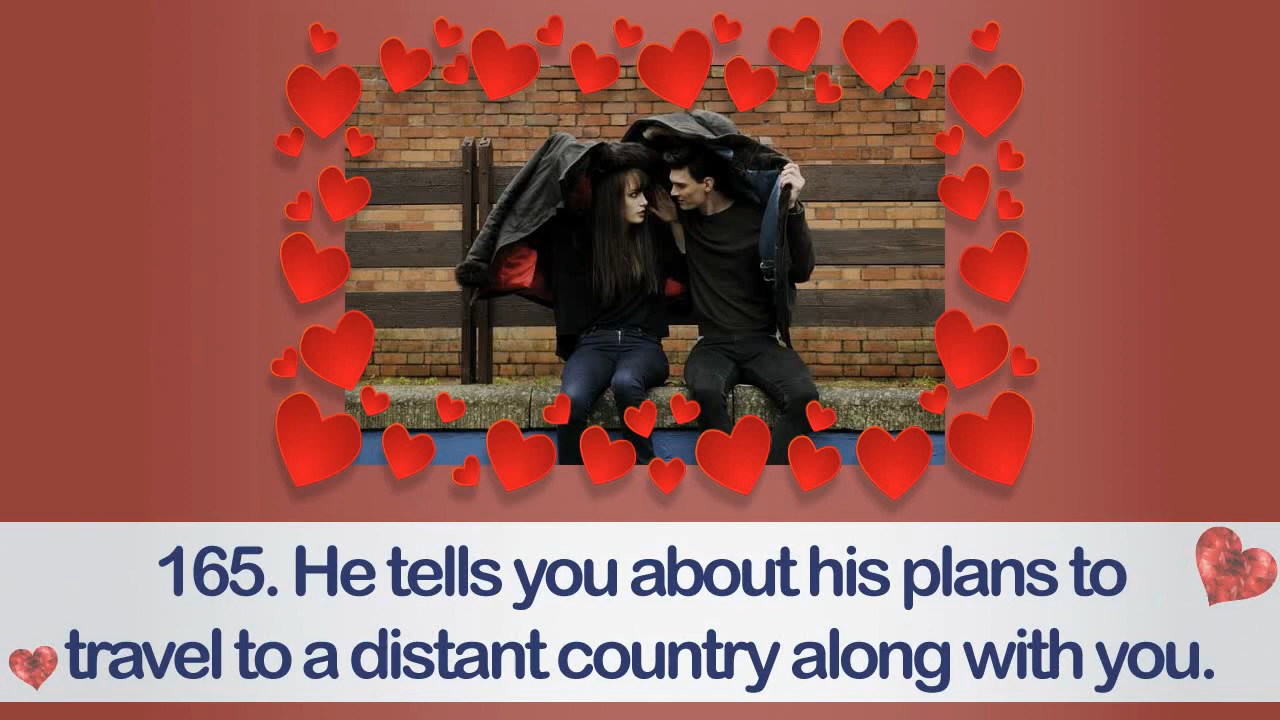 165. He tells you about his plans to
travel to a distant country along with you.